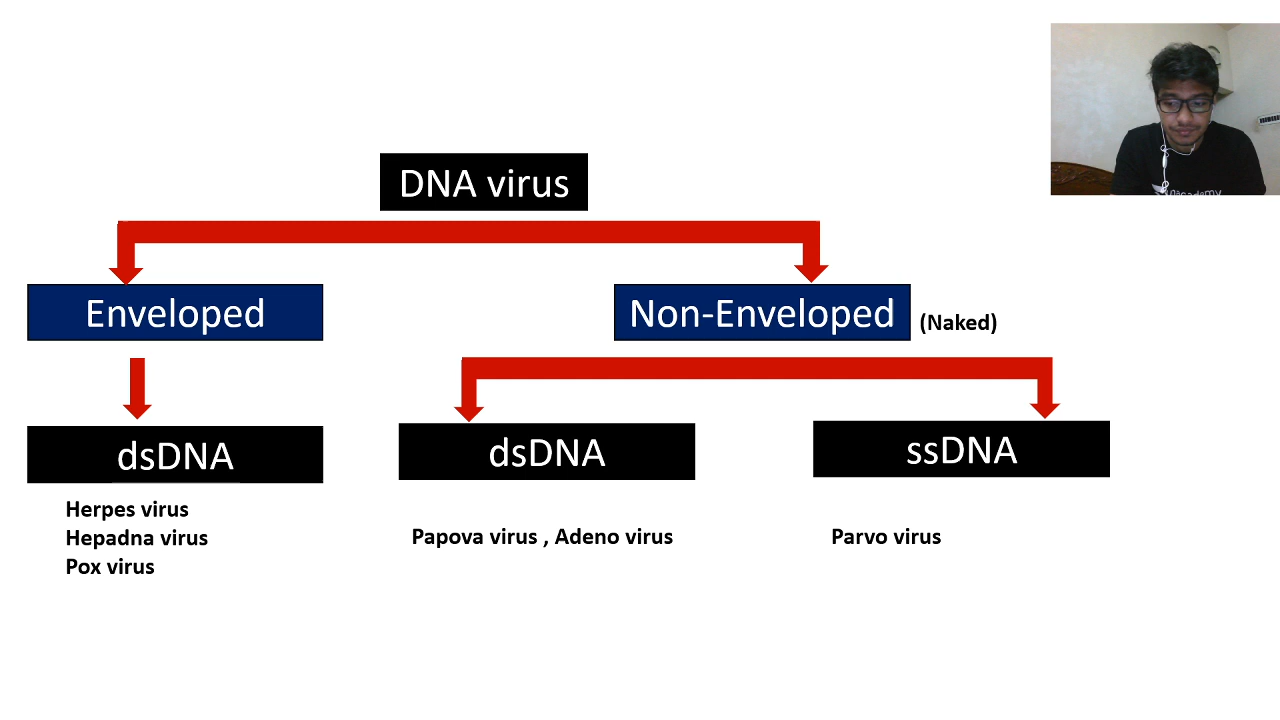 DNA virus
Enveloped
Non-Enveloped (Naked)
dsDNA
dsDNA
ssDNA
Herpes virus
Hepadna virus
Pox virus
Papova virus , Adeno virus
Parvo virus